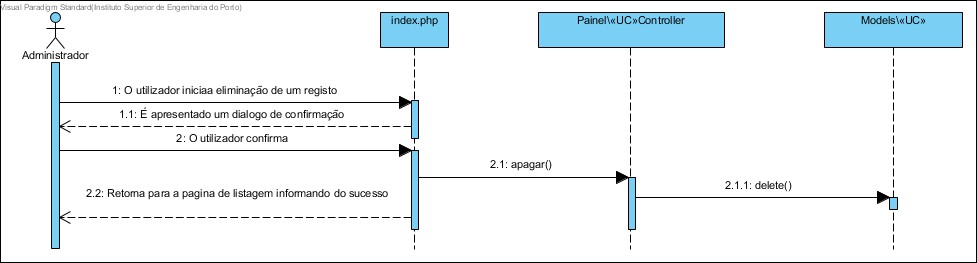 Visual Paradigm Standard(Instituto Superior de Engenharia do Porto)
index.php
Painel\«UC»Controller
Models\«UC»
Administrador
1: O utilizador iniciaa eliminação de um registo
1.1: É apresentado um dialogo de confirmação
2: O utilizador confirma
2.1: apagar()
2.1.1: delete()
2.2: Retorna para a pagina de listagem informando do sucesso